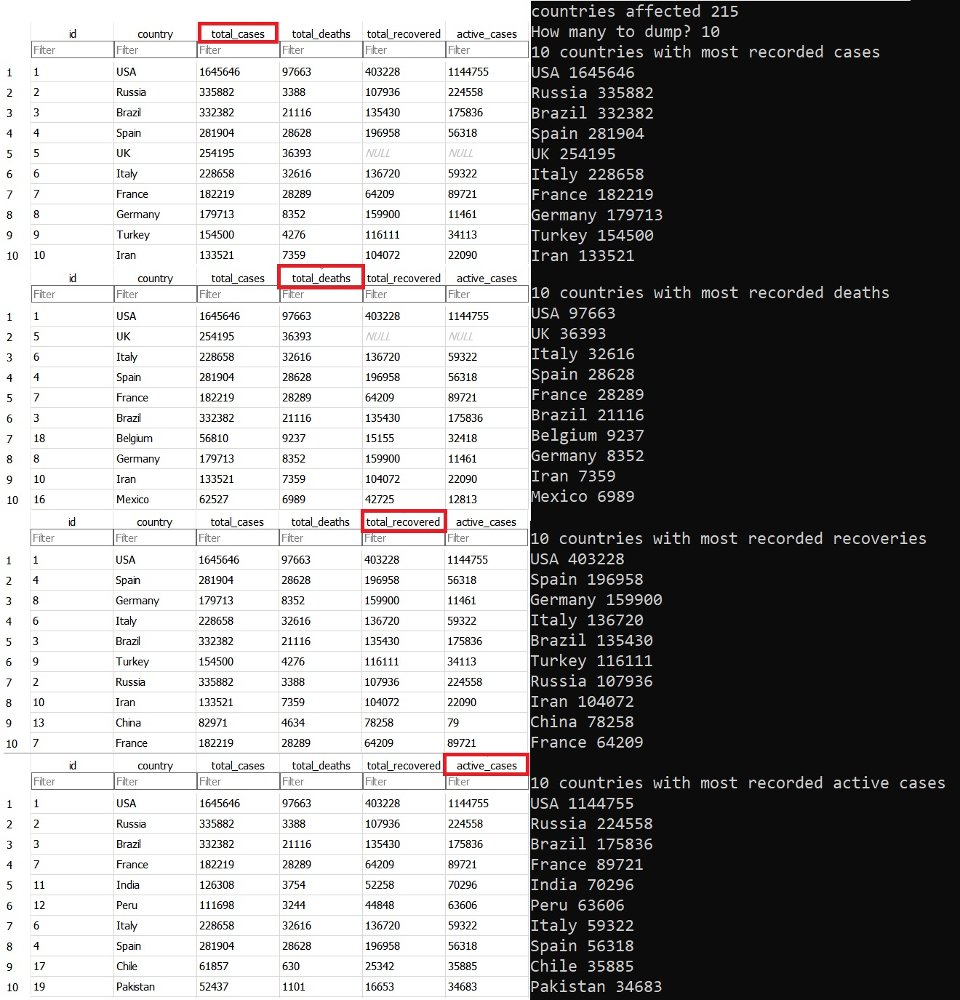 id country total_cases total_deaths total_recovered active_cases
Filter Filter Filter Filter Filter Filter
1 1 USA 1645646 97663 403228 1144755
2 2 Russia 335882 3388 107936 224558
3 3 Brazil 332382 21116 135430 175836
4 4 Spain 281904 28628 196958 56318
5 5 UK 254195 36393 NULL NULL
6 6 Italy 228658 32616 136720 59322
7 7 France 182219 28289 64209 89721
8 8 Germany 179713 8352 159900 11461
9 9 Turkey 154500 4276 116111 34113
10 10 Iran 133521 7359 104072 22090
id country total_cases total_deaths total_recovered active_cases
Filter Filter Filter Filter Filter Filter
1 1 USA 1645646 97663 403228 1144755
2 5 UK 254195 36393 NULL NULL
3 6 Italy 228658 32616 136720 59322
4 4 Spain 281904 28628 196958 56318
5 7 France 182219 28289 64209 89721
6 3 Brazil 332382 21116 135430 175836
7 18 Belgium 56810 9237 15155 32418
8 8 Germany 179713 8352 159900 11461
9 10 Iran 133521 7359 104072 22090
10 16 Mexico 62527 6989 42725 12813
id country total_cases total_deaths total_recovered active_cases
Filter Filter Filter Filter Filter Filter
1 1 USA 1645646 97663 403228 1144755
2 4 Spain 281904 28628 196958 56318
3 8 Germany 179713 8352 159900 11461
4 6 Italy 228658 32616 136720 59322
5 3 Brazil 332382 21116 135430 175836
6 9 Turkey 154500 4276 116111 34113
7 2 Russia 335882 3388 107936 224558
8 10 Iran 133521 7359 104072 22090
9 13 China 82971 4634 78258 79
10 7 France 182219 28289 64209 89721
id country total_cases total_deaths total_recovered active_cases
Filter Filter Filter Filter Filter Filter
1 1 USA 1645646 97663 403228 1144755
2 2 Russia 335882 3388 107936 224558
3 3 Brazil 332382 21116 135430 175836
4 7 France 182219 28289 64209 89721
5 11 India 126308 3754 52258 70296
6 12 Peru 111698 3244 44848 63606
7 6 Italy 228658 32616 136720 59322
8 4 Spain 281904 28628 196958 56318
9 17 Chile 61857 630 25342 35885
10 19 Pakistan 52437 1101 16653 34683
countries affected 215
How many to dump? 10
10 countries with most recorded cases
USA 1645646
Russia 335882
Brazil 332382
Spain 281904
UK 254195
Italy 228658
France 182219
Germany 179713
Turkey 154500
Iran 133521
10 countries with most recorded deaths
USA 97663
UK 36393
Italy 32616
Spain 28628
France 28289
Brazil 21116
Belgium 9237
Germany 8352
Iran 7359
Mexico 6989
10 countries with most recorded recoveries
USA 403228
Spain 196958
Germany 159900
Italy 136720
Brazil 135430
Turkey 116111
Russia 107936
Iran 104072
China 78258
France 64209
10 countries with most recorded active cases
USA 1144755
Russia 224558
Brazil 175836
France 89721
India 70296
Peru 63606
Italy 59322
Spain 56318
Chile 35885
Pakistan 34683